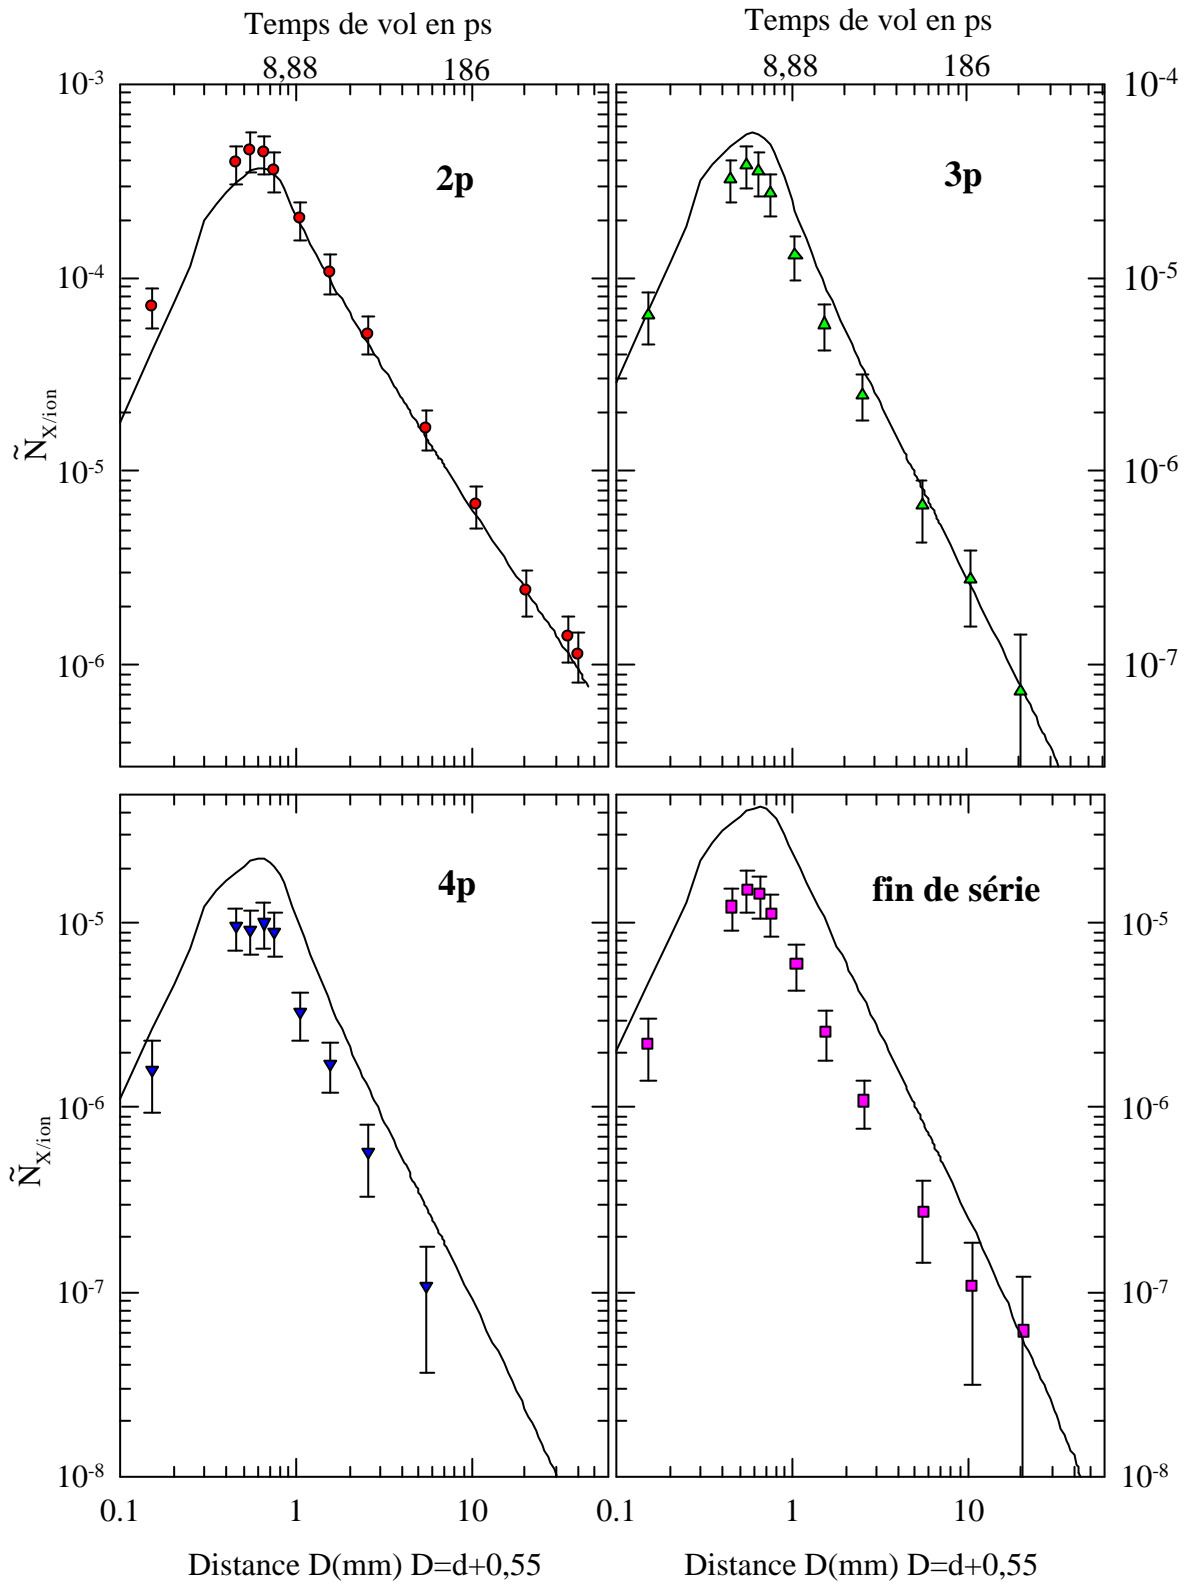 Temps de vol en ps
Temps de vol en ps
8,88
186
8,88
186
10-3
10-4
2p
3p
10-4
10-5
ÑX/ion
10-5
10-6
10-6
10-7
4p
fin de série
10-5
10-5
10-6
10-6
ÑX/ion
10-7
10-7
10-8
10-8
0.1
1
10
0.1
1
10
Distance D(mm) D=d+0,55
Distance D(mm) D=d+0,55